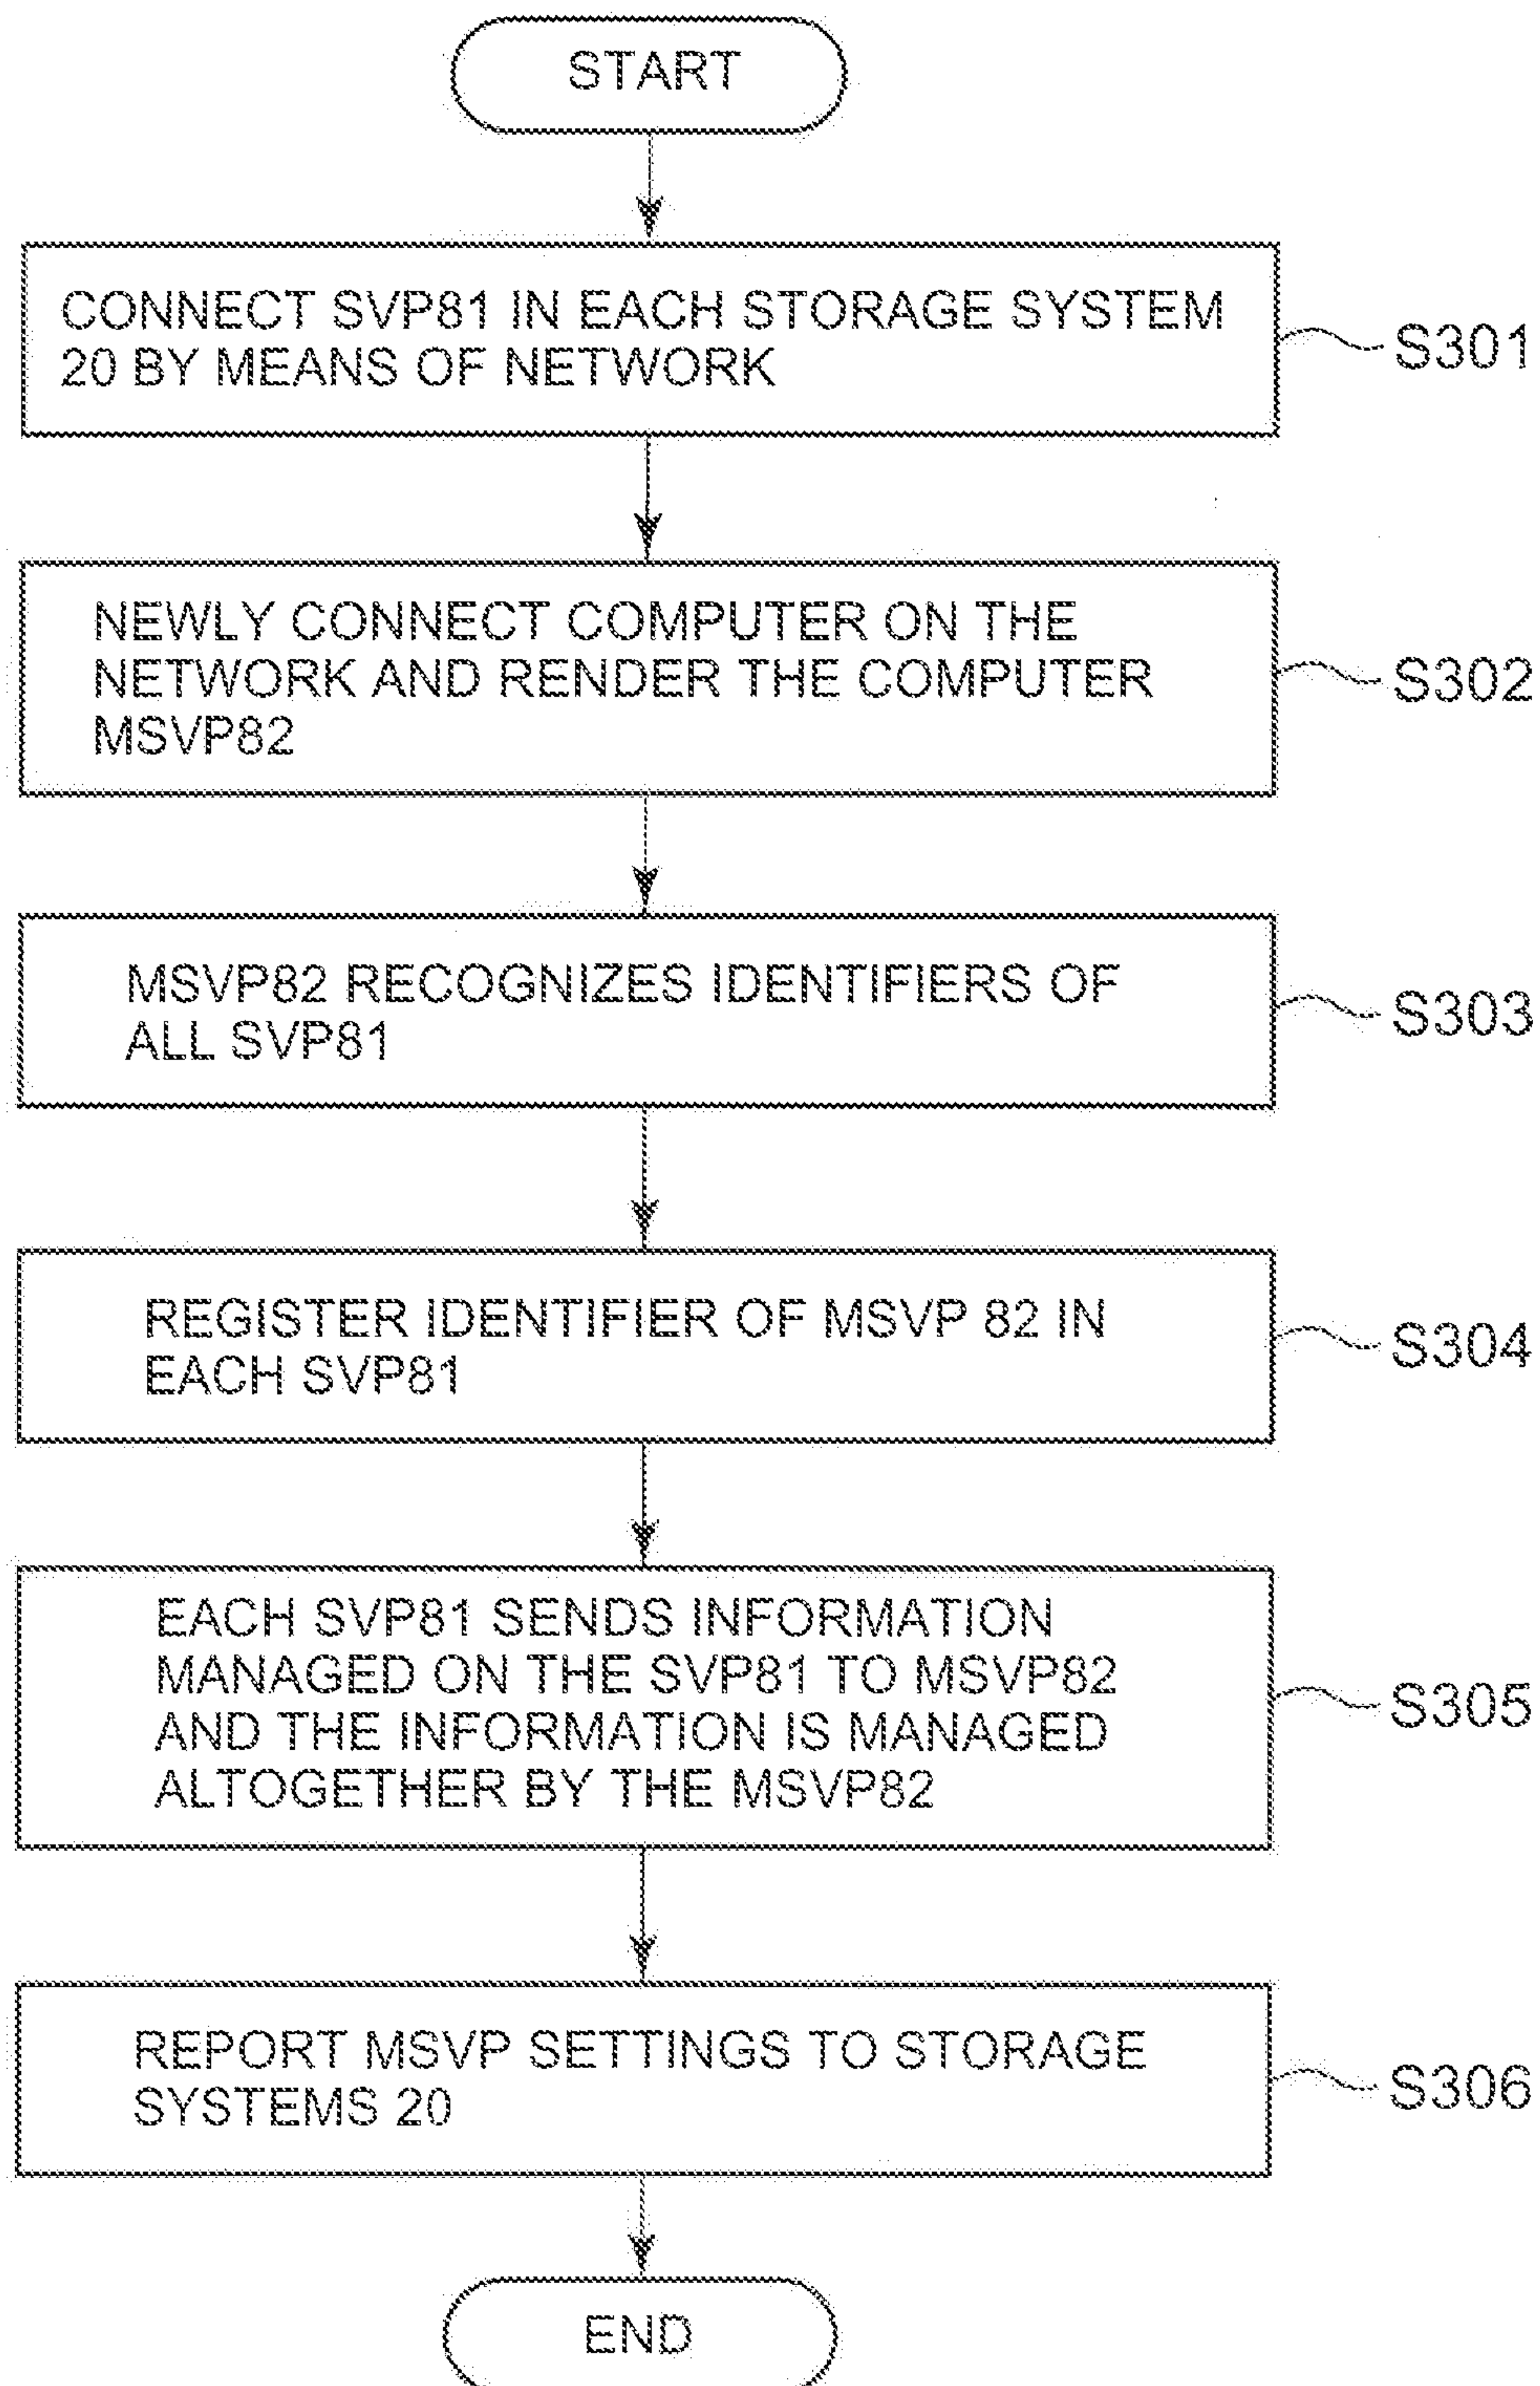 START
CONNECT SVP81 IN EACH STORAGE SYSTEM
20 BY MEANS OF NETWORK
S301
NEWLY CONNECT COMPUTER ON THE
NETWORK AND RENDER THE COMPUTER
MSVP82
S302
MSVP82 RECOGNIZES IDENTIFIERS OF
ALL SVP81
S303
REGISTER IDENTIFIER OF MSVP 82 IN
EACH SVP81
S304
EACH SVP81 SENDS INFORMATION
MANAGED ON THE SVP81 TO MSVP82
AND THE INFORMATION IS MANAGED
ALTOGETHER BY THE MSVP82
S305
REPORT MSVP SETTINGS TO STORAGE
SYSTEMS 20
S306
END